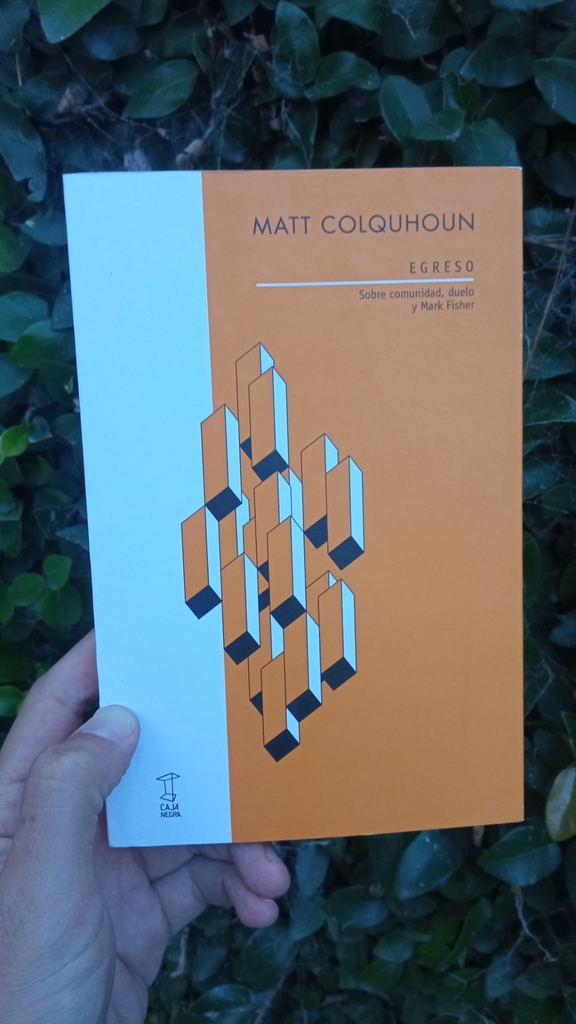 MATT COLQUHOUN
EGRESO
Sobre comunidad, duelo
y Mark Fisher
CAJA
NEGRA